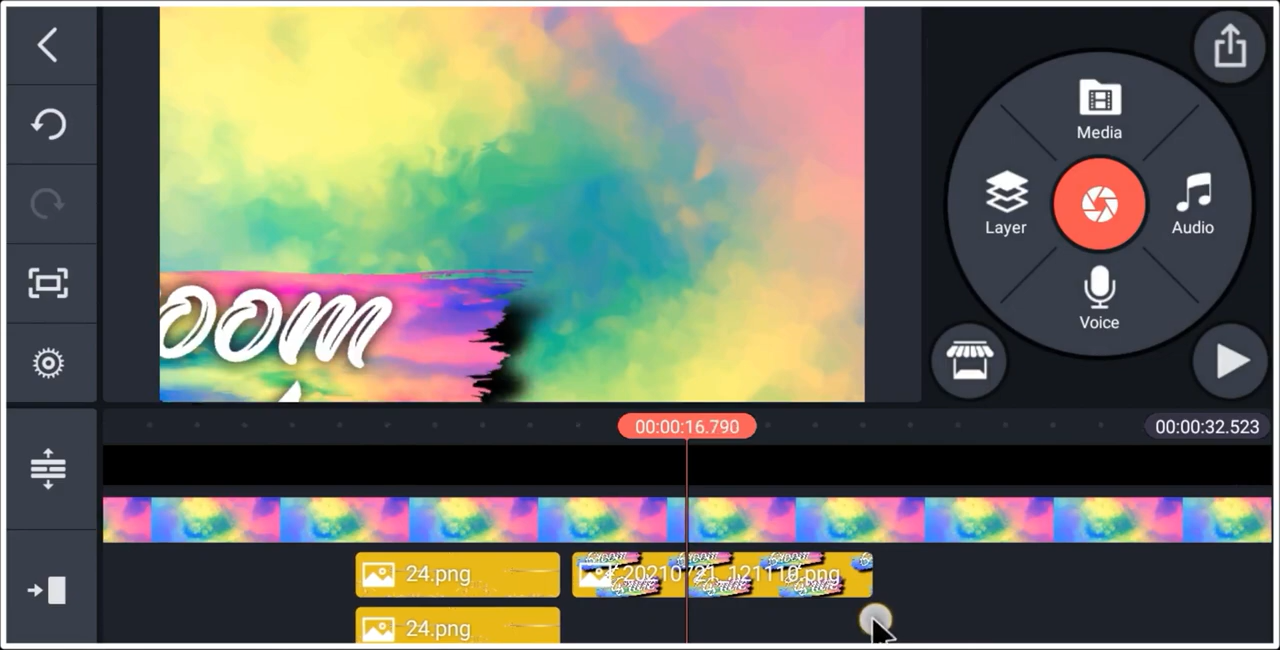 Media
Layer
Audio
Voice
oom
00:00:16.790
00:00:32.523
24.png
20210721_121110.png
24.png